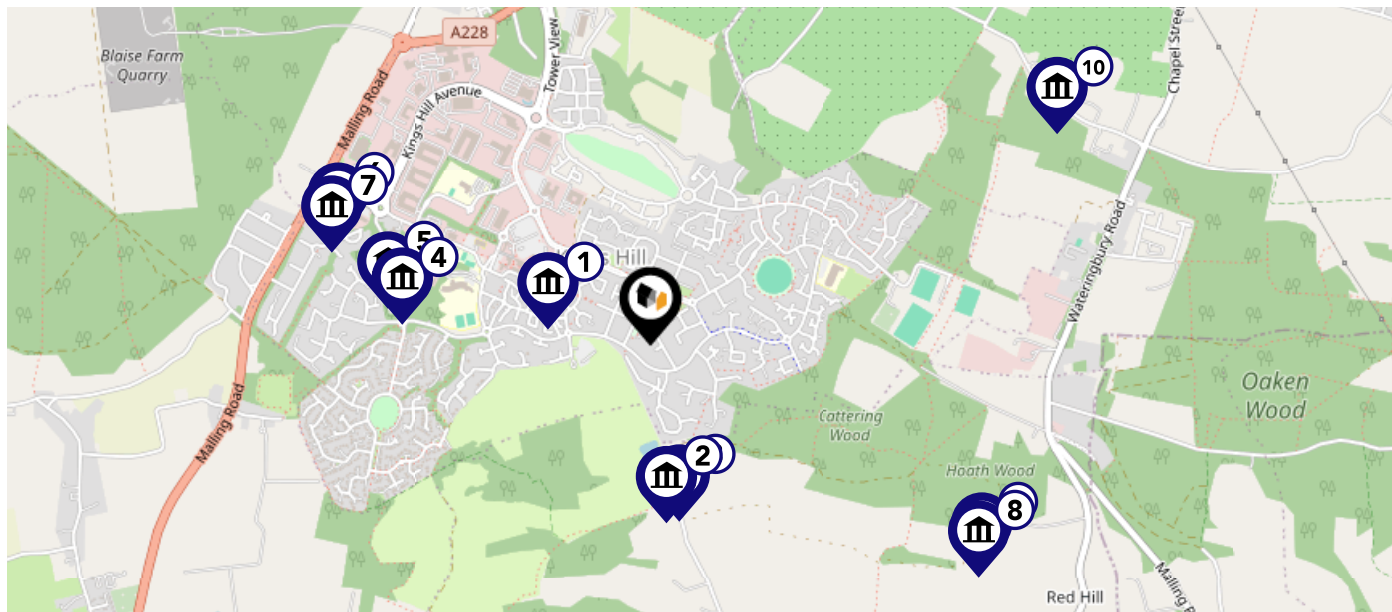 A228
Tower View
Chapel Street
Blaise Farm
Quarry
Malling Road
Kings Hill Avenue
10
7
5
4
1
s Hill
Wateringbury Road
Malling Road
Cattering
Wood
Oaken
Wood
2
Hoath Wood
8
Malling R
Red Hill